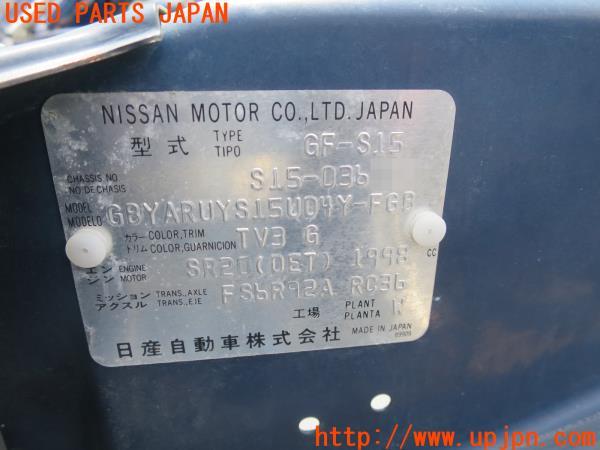 USED PARTS JAPAN
NISSAN MOTOR CO.,LTD. JAPAN
型式 TYPE TIPO GF-S15
CHASSIS NO. NO DE CHASIS S15-036
MODEL MODELO GBYARUYS15UD4Y-FGB
カラー トリム COLOR, TRIM COLOR, GUARNICION TV3 G
エンジン ENGINE MOTOR SR20(DET) 1998 CC
ミッション アクスル TRANS., AXLE TRANS., EJE FS6R92A RC36
工場 PLANT PLANTA N
日産自動車株式会社 MADE IN JAPAN
http://www.upjpn.com/